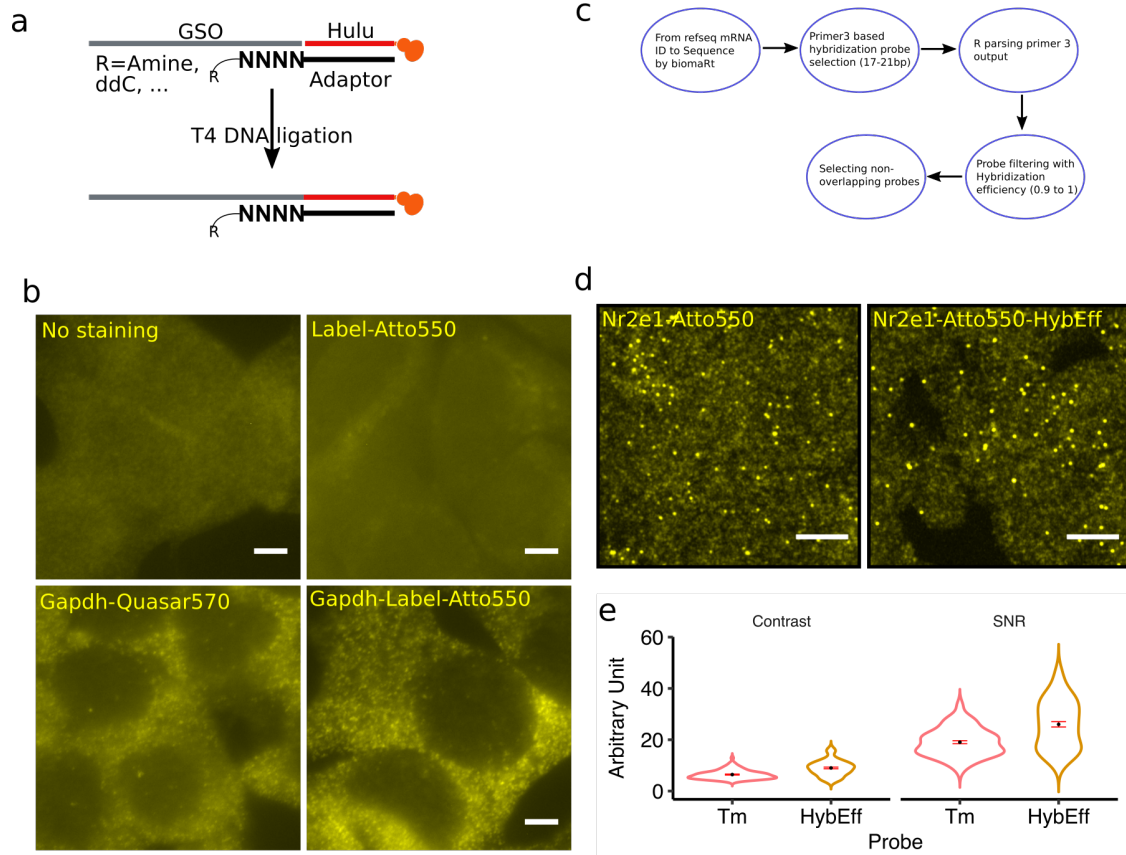 a
GSO
Hulu
R=Amine,
ddC, ...
R
NNNN
Adaptor
T4 DNA ligation
R
NNNN
c
From refseq mRNA
ID to Sequence
by biomaRt
Primer3 based
hybridization probe
selection (17-21bp)
R parsing primer 3
output
Selecting non-
overlapping probes
Probe filtering with
Hybridization
efficiency (0.9 to 1)
b
No staining
Label-Atto550
Gapdh-Quasar570
Gapdh-Label-Atto550
d
Nr2e1-Atto550
Nr2e1-Atto550-HybEff
e
Contrast
SNR
Arbitrary Unit
60
40
20
0
Tm
HybEff
Tm
HybEff
Probe